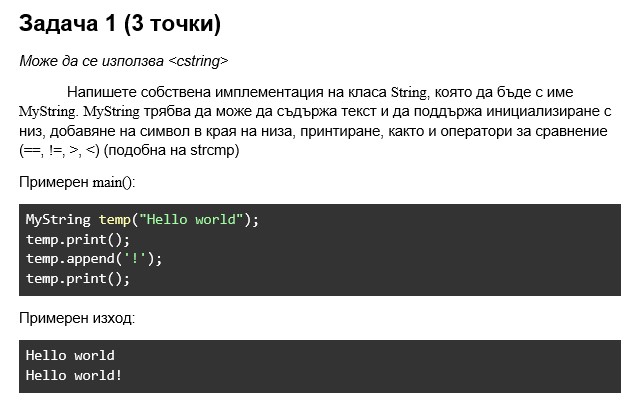 Задача 1 (3 точки)
Може да се използва <cstring>
Напишете собствена имплементация на класа String, която да бъде с име
MyString. MyString трябва да може да съдържа текст и да поддържа инициализиране с
низ, добавяне на символ в края на низа, принтиране, както и оператори за сравнение
(==, !=, >, <) (подобна на strcmp)
Примерен main():
MyString temp("Hello world");
temp.print();
temp.append('!');
temp.print();
Примерен изход:
Hello world
Hello world!